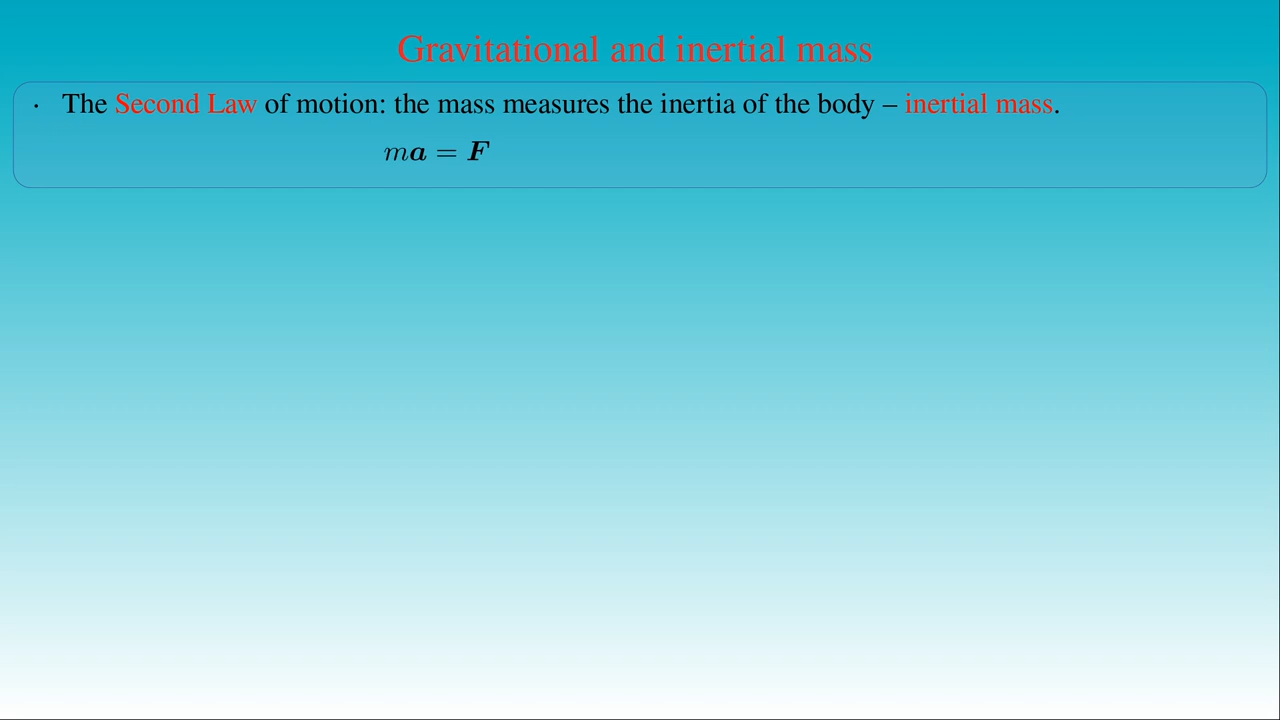 Gravitational and inertial mass
· The Second Law of motion: the mass measures the inertia of the body – inertial mass.
ma = F